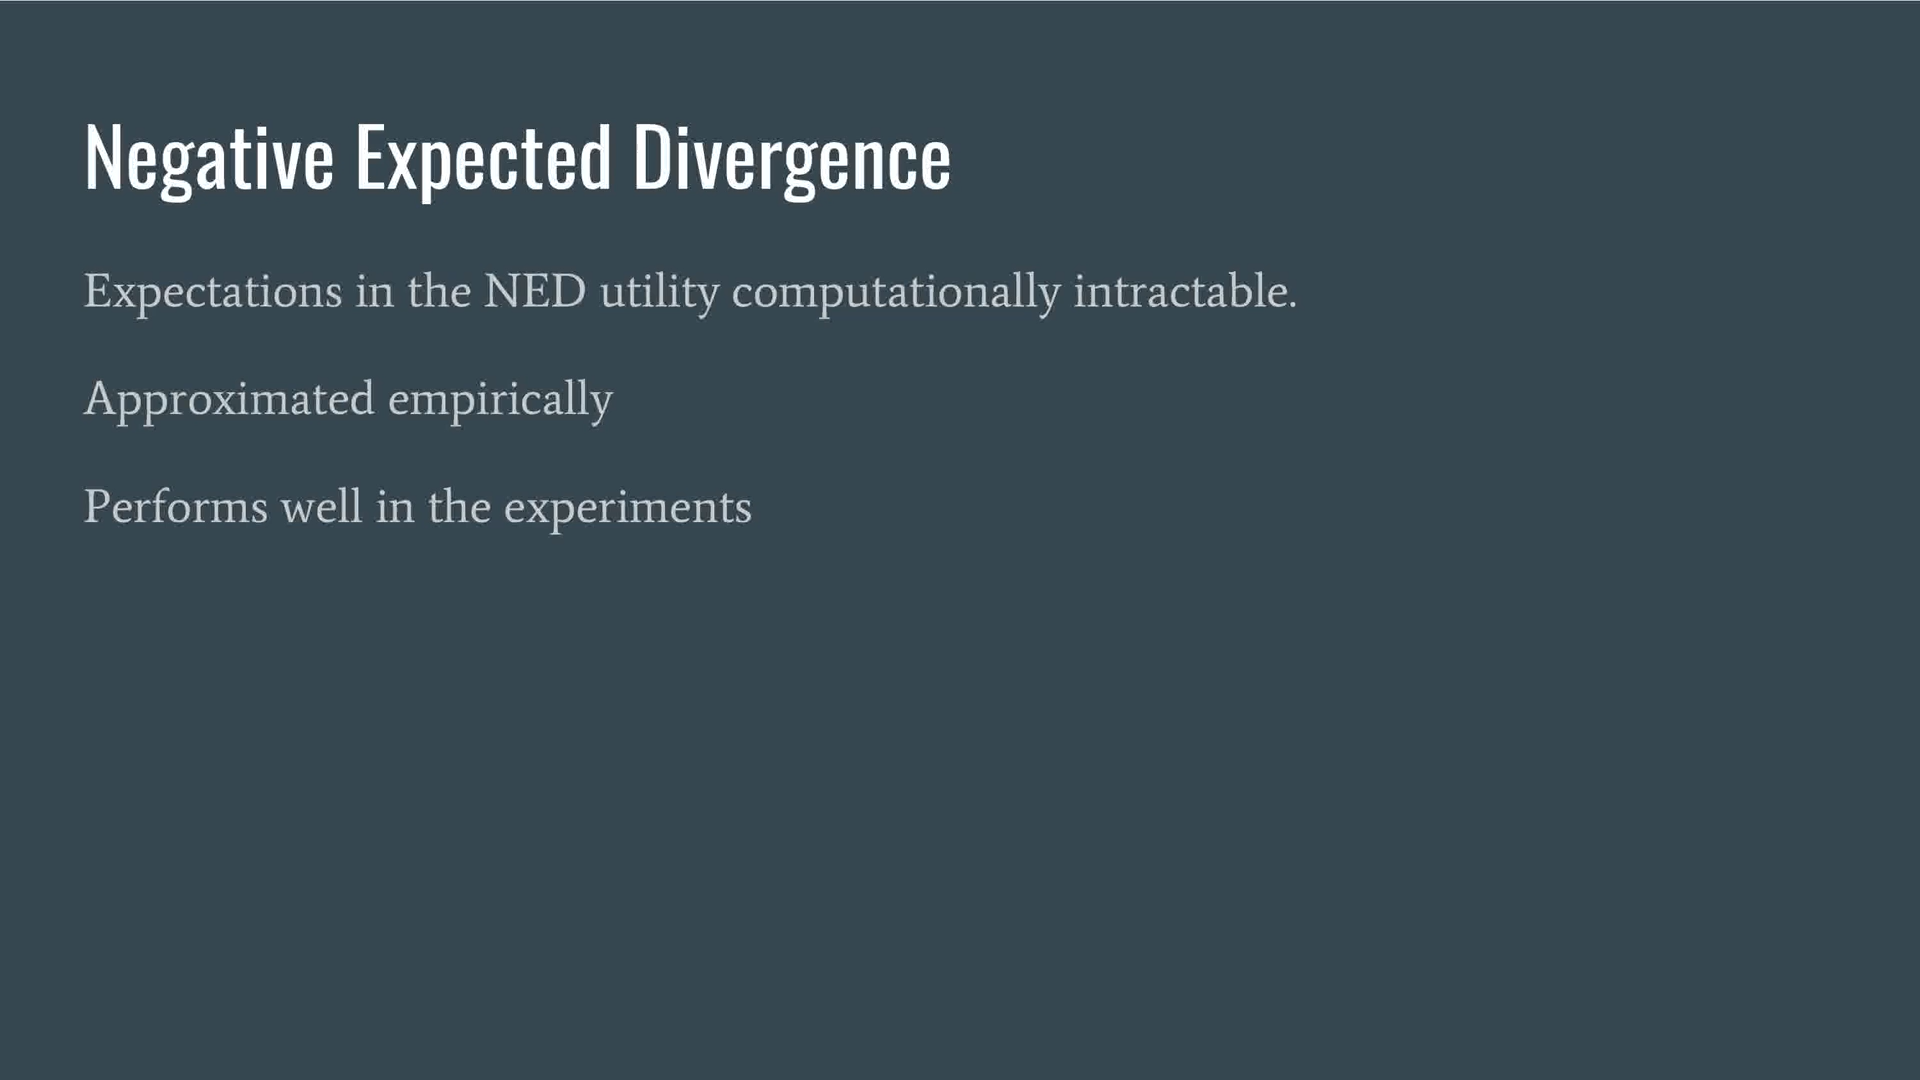 Negative Expected Divergence
Expectations in the NED utility computationally intractable.
Approximated empirically
Performs well in the experiments